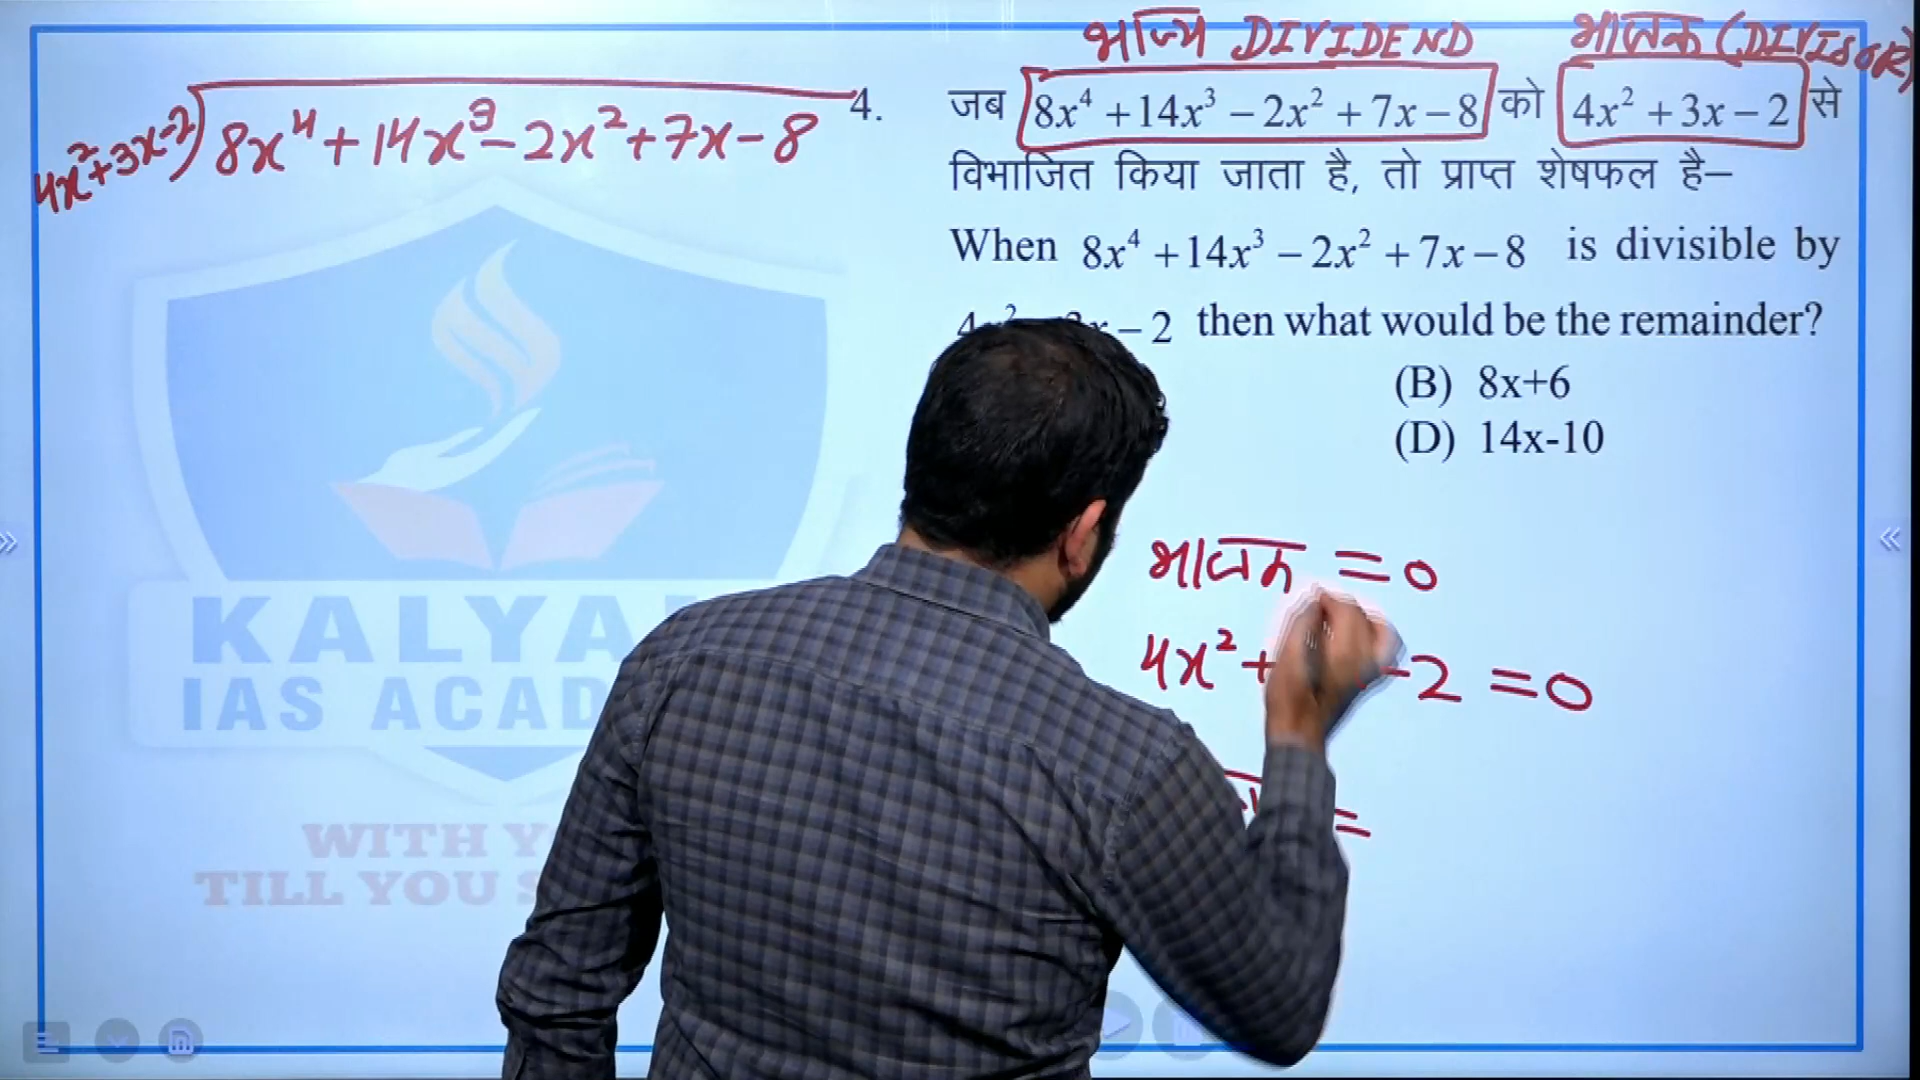 भाज्य DIVIDEND
भाजक (DIVISOR)
4x²+3x-2) 8x⁴ + 14x³ - 2x² + 7x - 8
4. जब 8x⁴ + 14x³ – 2x² + 7x – 8 को 4x² + 3x – 2 से
विभाजित किया जाता है, तो प्राप्त शेषफल है–
When 8x⁴ + 14x³ – 2x² + 7x – 8 is divisible by
– 2 then what would be the remainder?
(B) 8x+6
(D) 14x-10
भाजक = 0
4x² + - 2 = 0
=
KALYA
IAS ACAD
WITH
TILL YOU